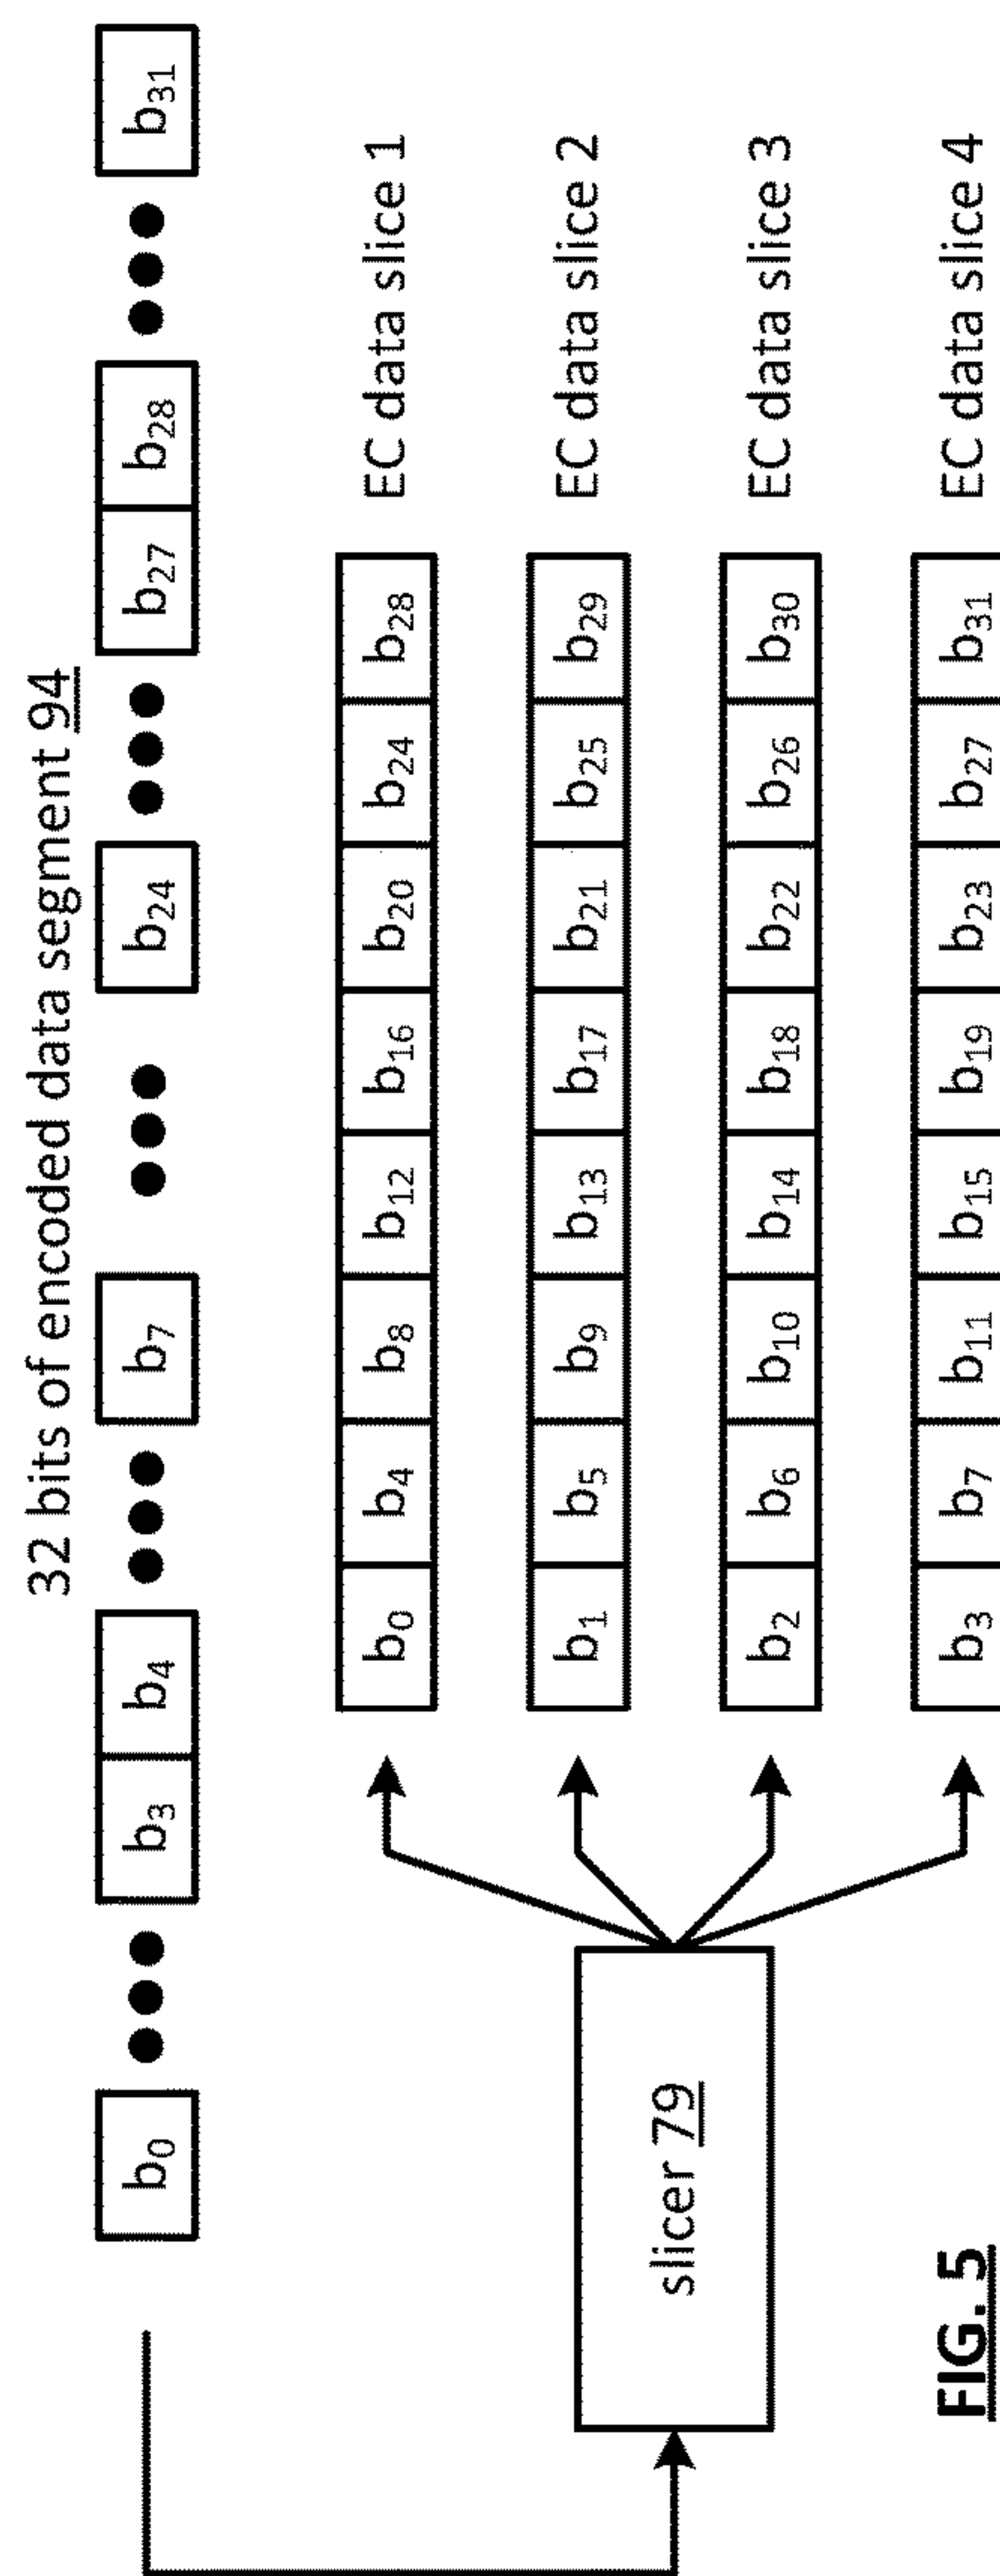 32 bits of encoded data segment 94
b0 b3 b4 b7 b24 b27 b28 b31
b0 b4 b8 b12 b16 b20 b24 b28 EC data slice 1
b1 b5 b9 b13 b17 b21 b25 b29 EC data slice 2
slicer 79
b2 b6 b10 b14 b18 b22 b26 b30 EC data slice 3
b3 b7 b11 b15 b19 b23 b27 b31 EC data slice 4
FIG. 5